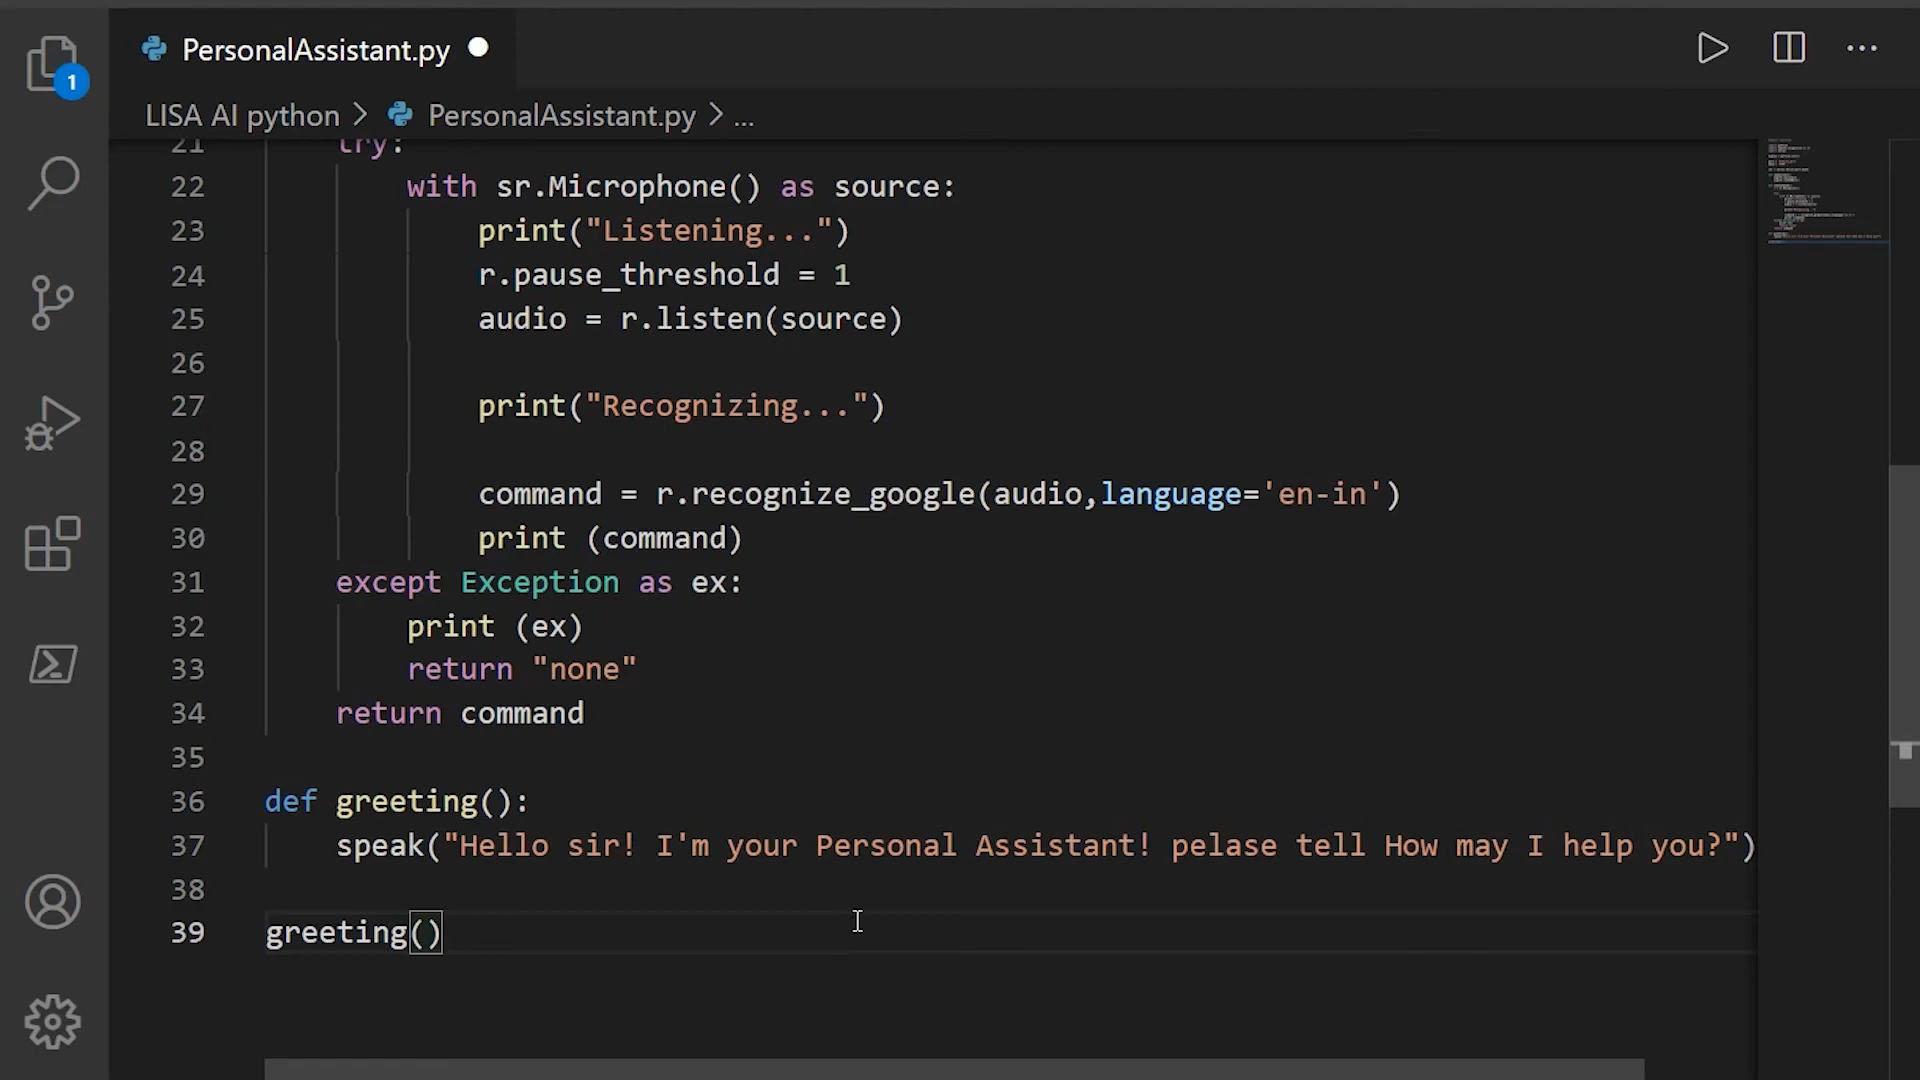 PersonalAssistant.py
1
LISA AI python > PersonalAssistant.py > ...
21 try:
22 with sr.Microphone() as source:
23 print("Listening...")
24 r.pause_threshold = 1
25 audio = r.listen(source)
26
27 print("Recognizing...")
28
29 command = r.recognize_google(audio,language='en-in')
30 print (command)
31 except Exception as ex:
32 print (ex)
33 return "none"
34 return command
35
36 def greeting():
37 speak("Hello sir! I'm your Personal Assistant! pelase tell How may I help you?")
38
39 greeting()